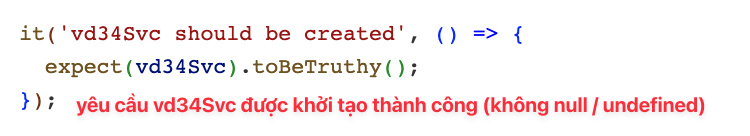 it('vd34Svc should be created', () => {
  expect(vd34Svc).toBeTruthy();
}); yêu cầu vd34Svc được khởi tạo thành công (không null / undefined)